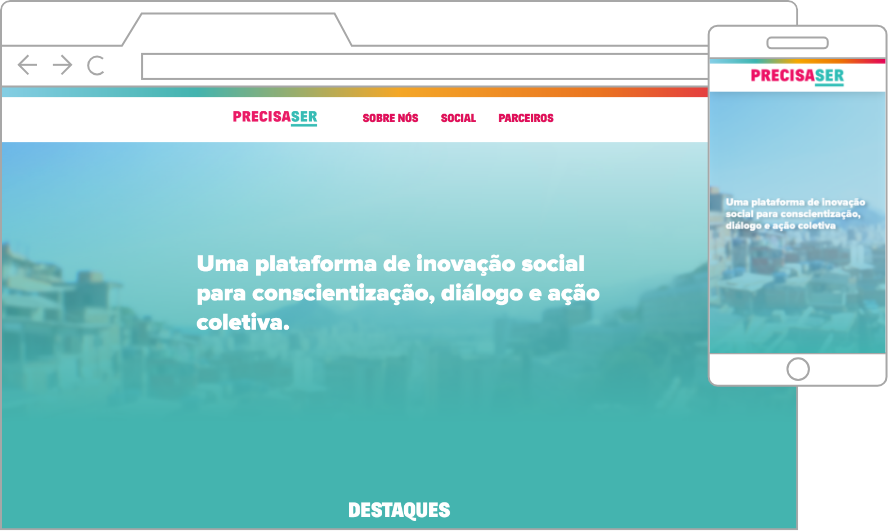 PRECISASER
SOBRE NÓS
SOCIAL
PARCEIROS
Uma plataforma de inovação social
para conscientização, diálogo e ação
coletiva.
DESTAQUES
PRECISASER
Uma plataforma de inovação
social para conscientização,
diálogo e ação coletiva